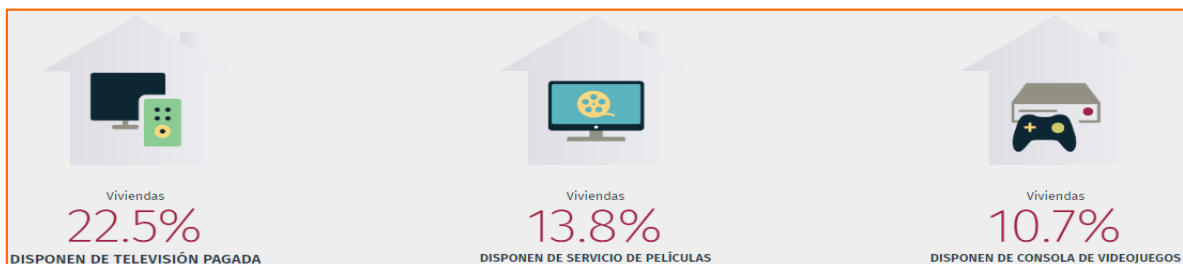 Viviendas
22.5%
DISPONEN DE TELEVISIÓN PAGADA
Viviendas
13.8%
DISPONEN DE SERVICIO DE PELÍCULAS
Viviendas
10.7%
DISPONEN DE CONSOLA DE VIDEOJUEGOS